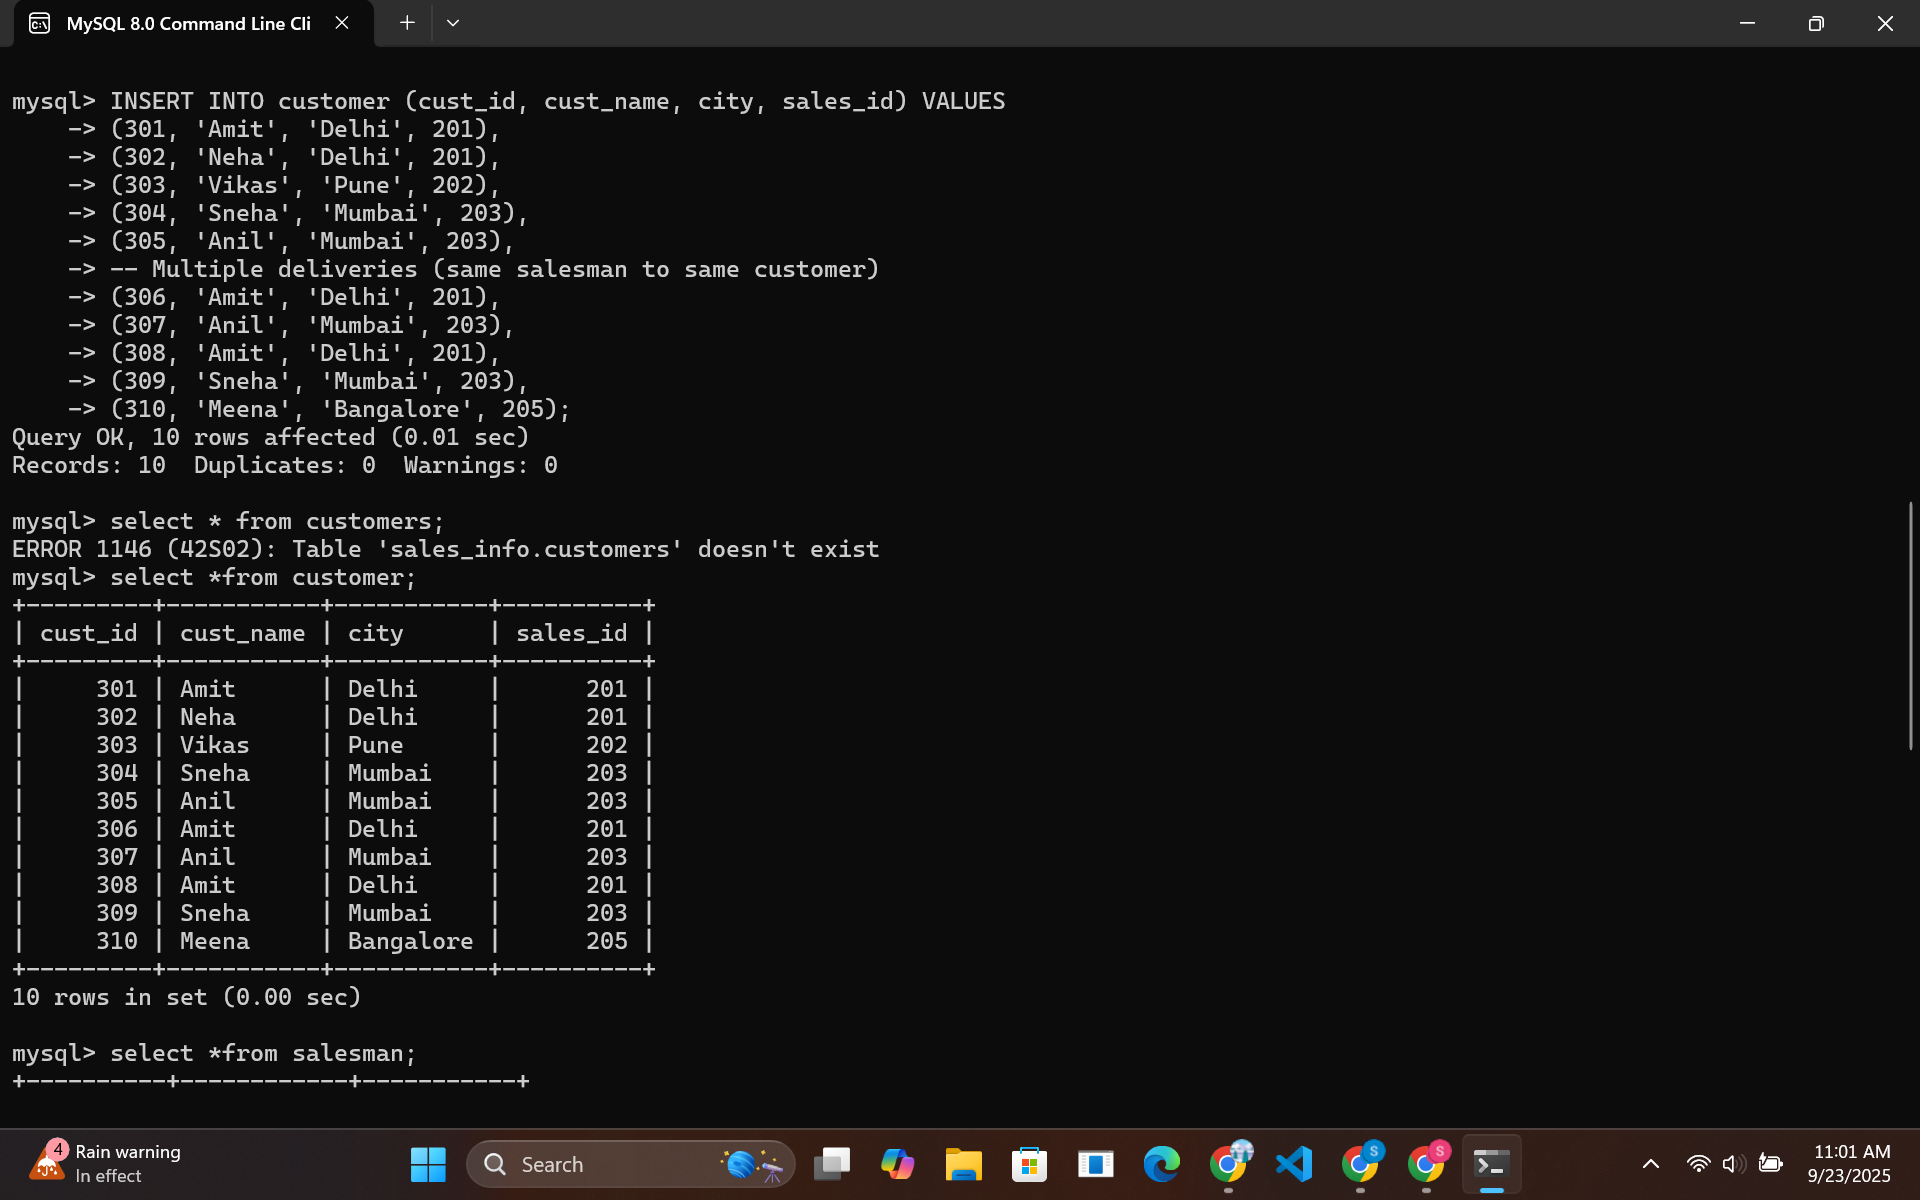 MySQL 8.0 Command Line Cli
mysql> INSERT INTO customer (cust_id, cust_name, city, sales_id) VALUES
    -> (301, 'Amit', 'Delhi', 201),
    -> (302, 'Neha', 'Delhi', 201),
    -> (303, 'Vikas', 'Pune', 202),
    -> (304, 'Sneha', 'Mumbai', 203),
    -> (305, 'Anil', 'Mumbai', 203),
    -> -- Multiple deliveries (same salesman to same customer)
    -> (306, 'Amit', 'Delhi', 201),
    -> (307, 'Anil', 'Mumbai', 203),
    -> (308, 'Amit', 'Delhi', 201),
    -> (309, 'Sneha', 'Mumbai', 203),
    -> (310, 'Meena', 'Bangalore', 205);
Query OK, 10 rows affected (0.01 sec)
Records: 10  Duplicates: 0  Warnings: 0
mysql> select * from customers;
ERROR 1146 (42S02): Table 'sales_info.customers' doesn't exist
mysql> select *from customer;
+---------+-----------+-----------+----------+
| cust_id | cust_name | city      | sales_id |
+---------+-----------+-----------+----------+
|     301 | Amit      | Delhi     |      201 |
|     302 | Neha      | Delhi     |      201 |
|     303 | Vikas     | Pune      |      202 |
|     304 | Sneha     | Mumbai    |      203 |
|     305 | Anil      | Mumbai    |      203 |
|     306 | Amit      | Delhi     |      201 |
|     307 | Anil      | Mumbai    |      203 |
|     308 | Amit      | Delhi     |      201 |
|     309 | Sneha     | Mumbai    |      203 |
|     310 | Meena     | Bangalore |      205 |
+---------+-----------+-----------+----------+
10 rows in set (0.00 sec)
mysql> select *from salesman;
+----------+------------+-----------+
4
Rain warning
In effect
Search
S
S
11:01 AM
9/23/2025